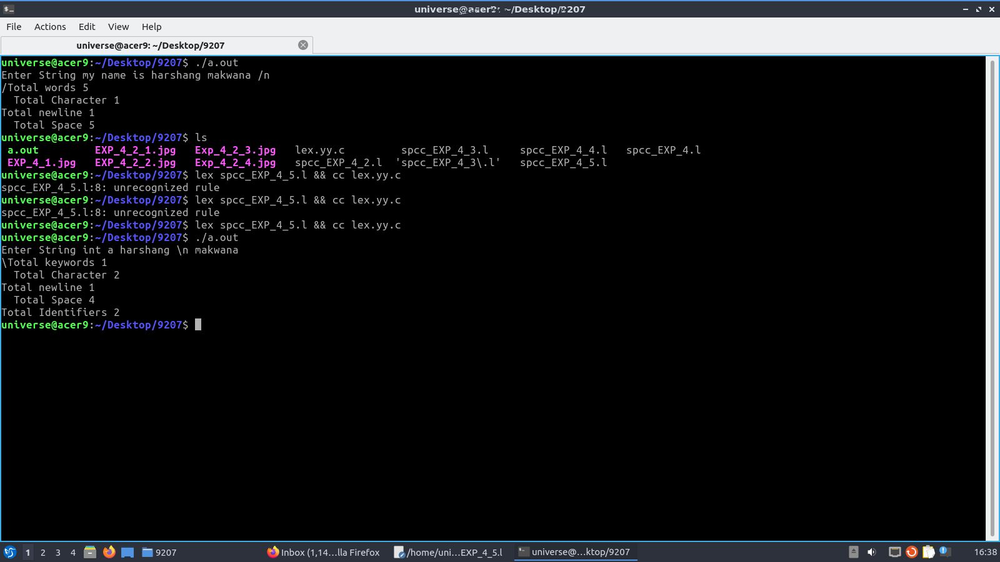 universe@acer9: ~/Desktop/9207
File Actions Edit View Help
universe@acer9: ~/Desktop/9207
universe@acer9:~/Desktop/9207$ ./a.out
Enter String my name is harshang makwana /n
/Total words 5
  Total Character 1
Total newline 1
  Total Space 5
universe@acer9:~/Desktop/9207$ ls
 a.out         EXP_4_2_1.jpg   Exp_4_2_3.jpg   lex.yy.c         spcc_EXP_4_3.l     spcc_EXP_4_4.l   spcc_EXP_4.l
 EXP_4_1.jpg   EXP_4_2_2.jpg   Exp_4_2_4.jpg   spcc_EXP_4_2.l  'spcc_EXP_4_3\.l'   spcc_EXP_4_5.l
universe@acer9:~/Desktop/9207$ lex spcc_EXP_4_5.l && cc lex.yy.c
spcc_EXP_4_5.l:8: unrecognized rule
universe@acer9:~/Desktop/9207$ lex spcc_EXP_4_5.l && cc lex.yy.c
spcc_EXP_4_5.l:8: unrecognized rule
universe@acer9:~/Desktop/9207$ lex spcc_EXP_4_5.l && cc lex.yy.c
universe@acer9:~/Desktop/9207$ ./a.out
Enter String int a harshang \n makwana
\Total keywords 1
  Total Character 2
Total newline 1
  Total Space 4
Total Identifiers 2
universe@acer9:~/Desktop/9207$
1 2 3 4 9207 Inbox (1,14...lla Firefox /home/uni...EXP_4_5.l universe@...ktop/9207 16:38